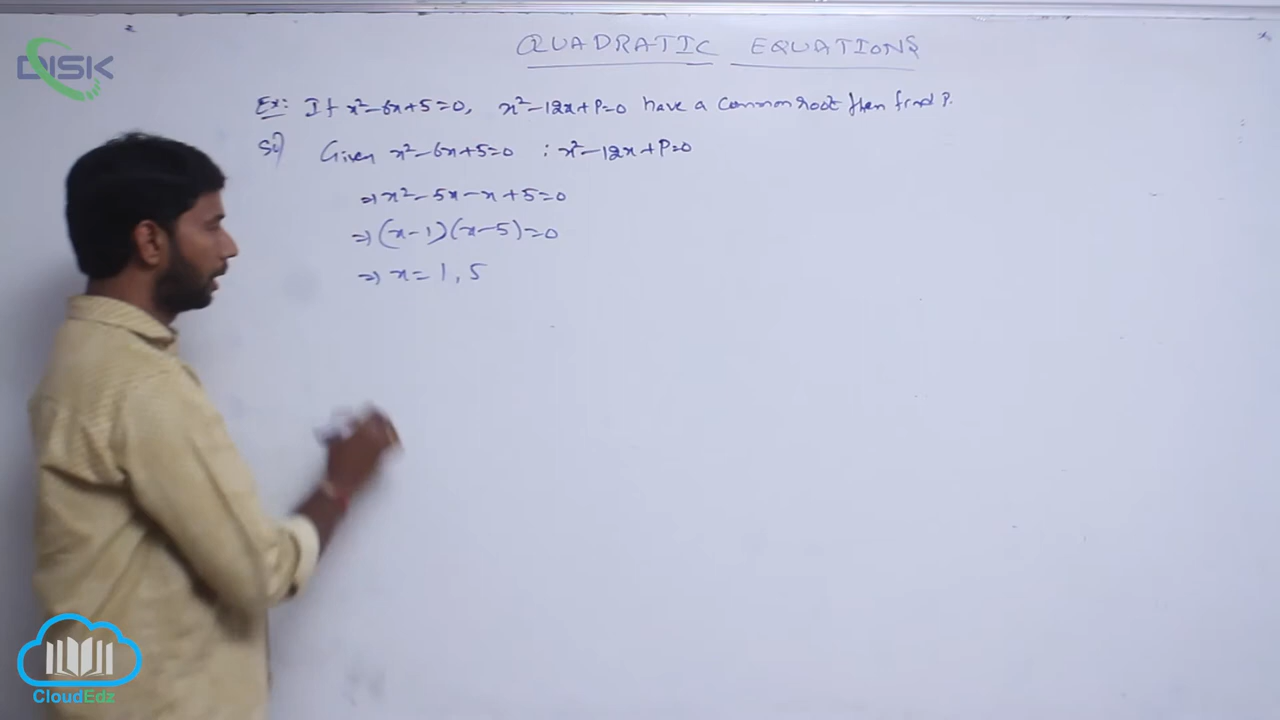 DISK
QUADRATIC EQUATIONS
Ex: If x²-6x+5=0, x²-12x+P=0 have a common root then find P.
Sol) Given x²-6x+5=0 : x²-12x+P=0
⇒ x²-5x-x+5=0
⇒ (x-1)(x-5)=0
⇒ x=1,5
CloudEdz